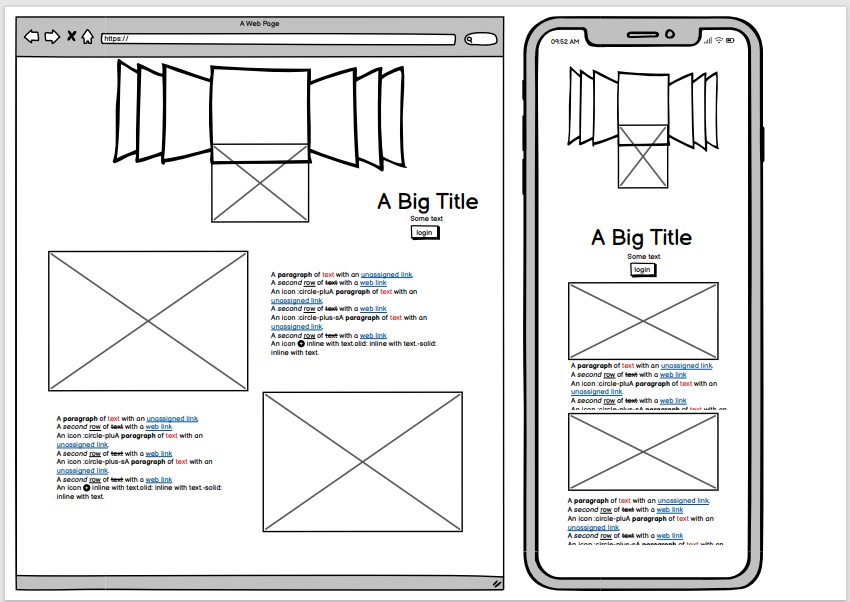 A Web Page
https://
A Big Title
Some text
login
A paragraph of text with an unassigned link.
A second row of text with a web link
An icon :circle-pluA paragraph of text with an
unassigned link.
A second row of text with a web link
An icon :circle-plus-sA paragraph of text with an
unassigned link.
A second row of text with a web link
An icon inline with text.olid: inline with text.-solid:
inline with text.
A paragraph of text with an unassigned link.
A second row of text with a web link
An icon :circle-pluA paragraph of text with an
unassigned link.
A second row of text with a web link
An icon :circle-plus-sA paragraph of text with an
unassigned link.
A second row of text with a web link
An icon inline with text.olid: inline with text.-solid:
inline with text.
09:52 AM
A Big Title
Some text
login
A paragraph of text with an unassigned link.
A second row of text with a web link
An icon :circle-pluA paragraph of text with an
unassigned link.
A second row of text with a web link
An icon :circle-plus-sA paragraph of text with an
A paragraph of text with an unassigned link.
A second row of text with a web link
An icon :circle-pluA paragraph of text with an
unassigned link.
A second row of text with a web link
An icon :circle-plus-sA paragraph of text with an